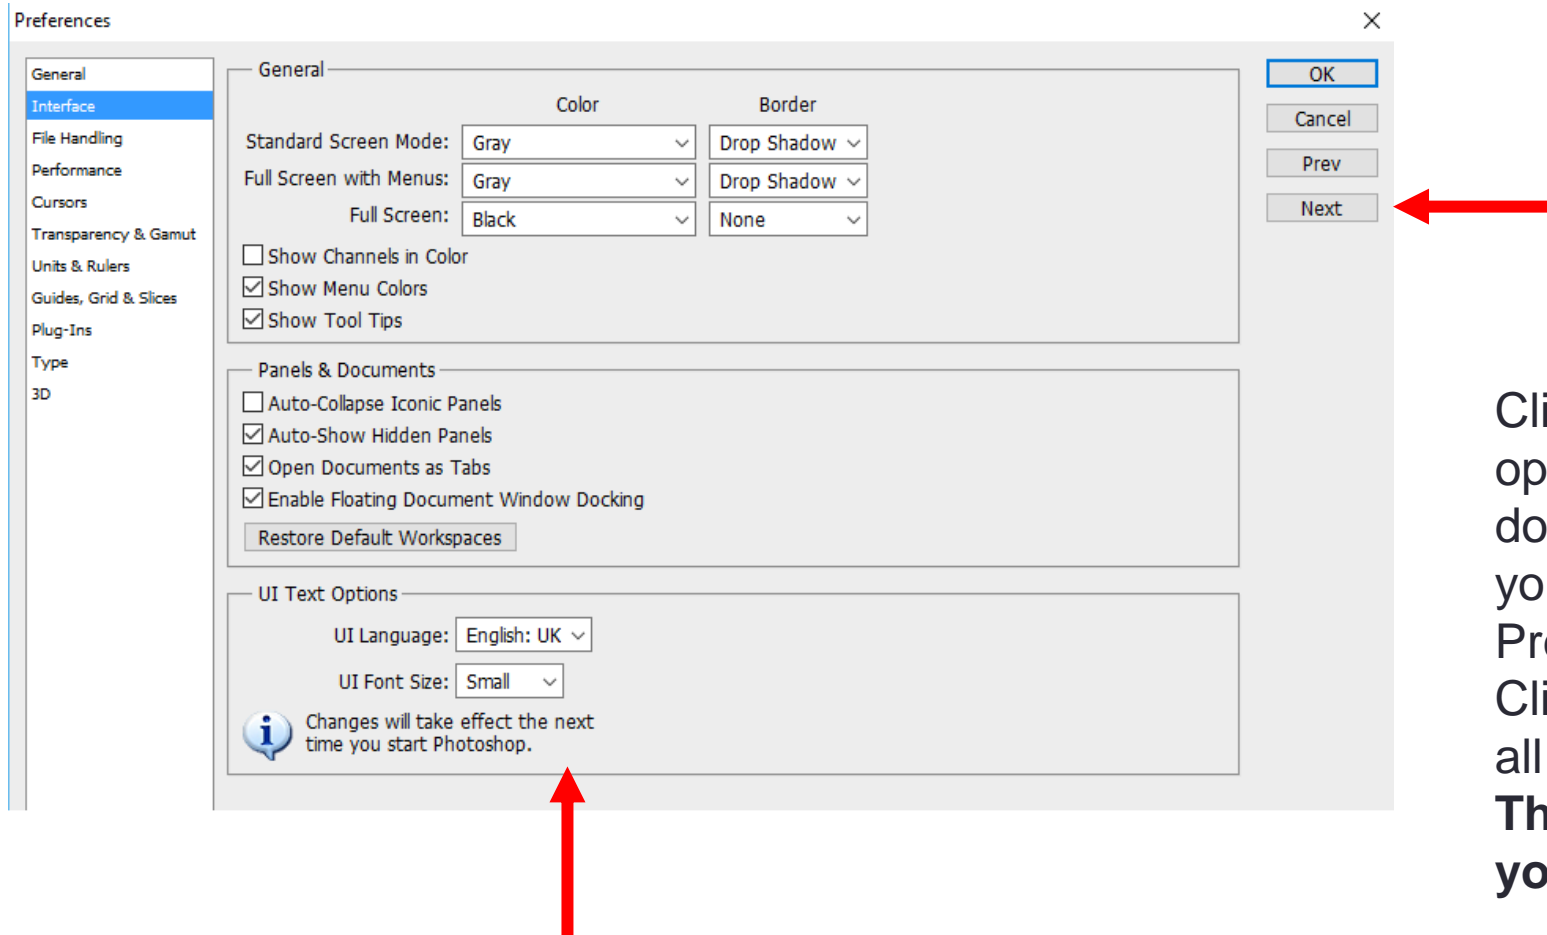 Preferences
General
Interface
File Handling
Performance
Cursors
Transparency & Gamut
Units & Rulers
Guides, Grid & Slices
Plug-Ins
Type
3D
General
Color Border
Standard Screen Mode: Gray Drop Shadow
Full Screen with Menus: Gray Drop Shadow
Full Screen: Black None
Show Channels in Color
Show Menu Colors
Show Tool Tips
Panels & Documents
Auto-Collapse Iconic Panels
Auto-Show Hidden Panels
Open Documents as Tabs
Enable Floating Document Window Docking
Restore Default Workspaces
UI Text Options
UI Language: English: UK
UI Font Size: Small
Changes will take effect the next
time you start Photoshop.
OK
Cancel
Prev
Next
all